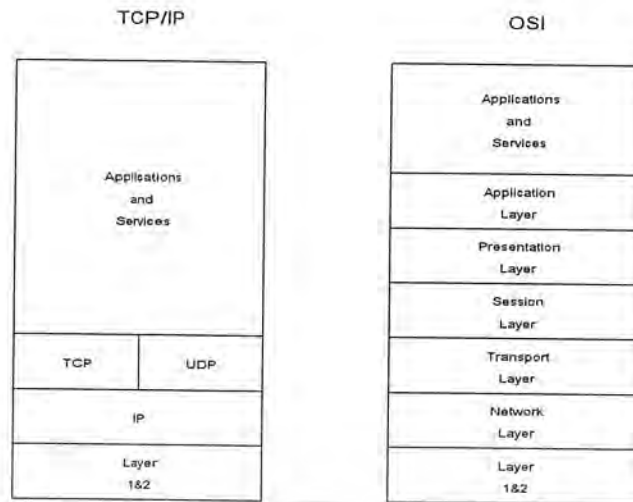 TCP/IP
Applications
and
Services
TCP
UDP
IP
Layer
1&2
OSI
Applications
and
Services
Application
Layer
Presentation
Layer
Session
Layer
Transport
Layer
Network
Layer
Layer
1&2